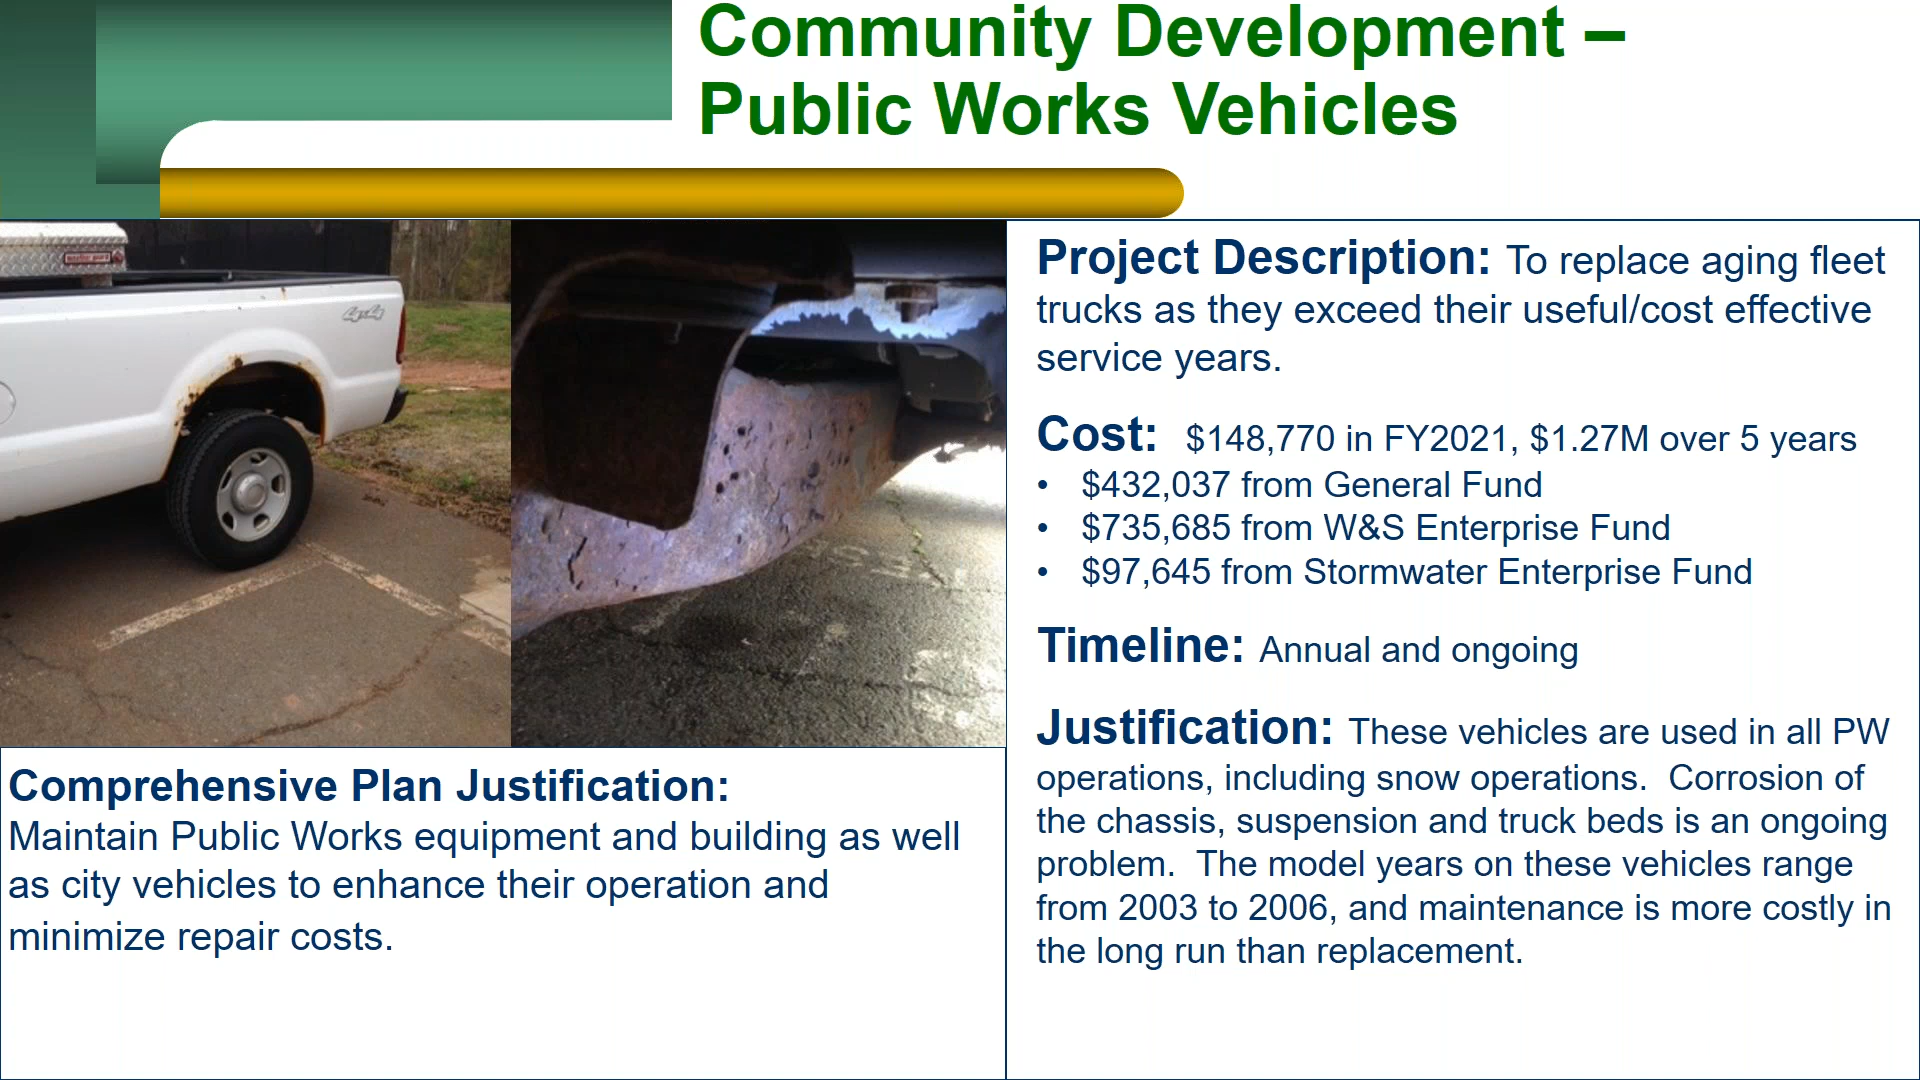 Community Development –
Public Works Vehicles
4x4
Project Description: To replace aging fleet
trucks as they exceed their useful/cost effective
service years.
Cost: $148,770 in FY2021, $1.27M over 5 years
• $432,037 from General Fund
• $735,685 from W&S Enterprise Fund
• $97,645 from Stormwater Enterprise Fund
Timeline: Annual and ongoing
Justification: These vehicles are used in all PW
operations, including snow operations. Corrosion of
the chassis, suspension and truck beds is an ongoing
problem. The model years on these vehicles range
from 2003 to 2006, and maintenance is more costly in
the long run than replacement.
Comprehensive Plan Justification:
Maintain Public Works equipment and building as well
as city vehicles to enhance their operation and
minimize repair costs.